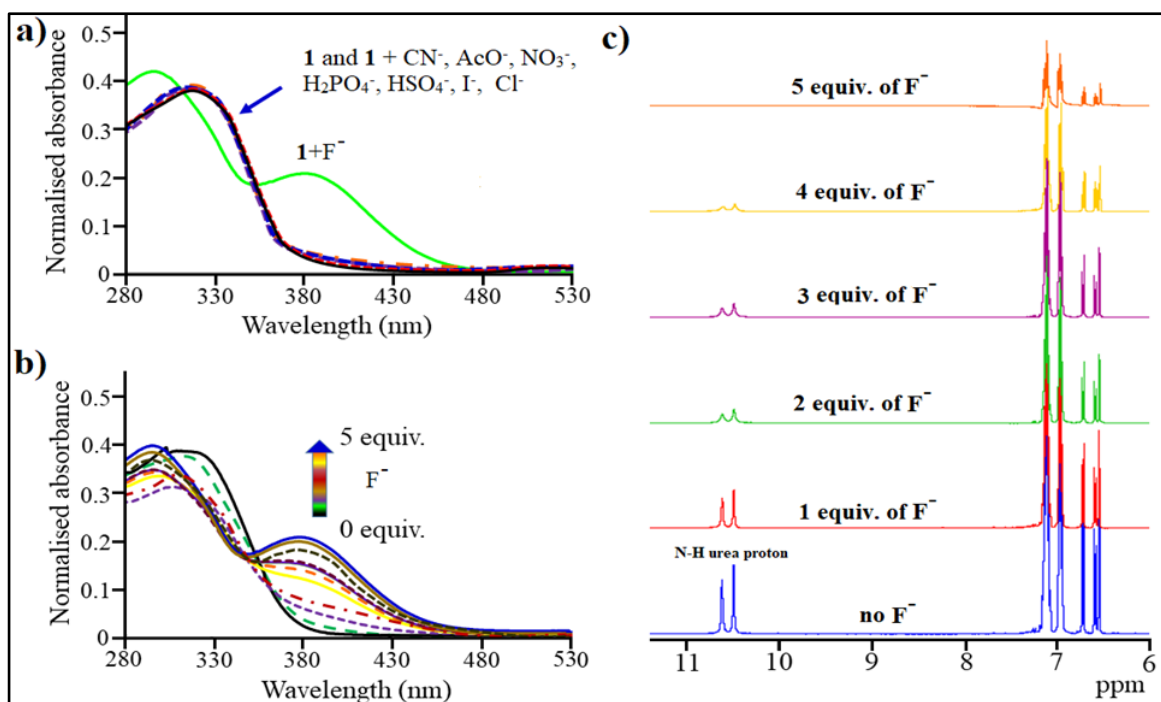 a)
0.5
0.4
0.3
0.2
0.1
0
Normalised absorbance
1 and 1 + CN⁻, AcO⁻, NO₃⁻,
H₂PO₄⁻, HSO₄⁻, I⁻, Cl⁻
1+F⁻
280 330 380 430 480 530
Wavelength (nm)
b)
0.5
0.4
0.3
0.2
0.1
0
Normalised absorbance
5 equiv.
F⁻
0 equiv.
280 330 380 430 480 530
Wavelength (nm)
c)
5 equiv. of F⁻
4 equiv. of F⁻
3 equiv. of F⁻
2 equiv. of F⁻
1 equiv. of F⁻
N-H urea proton
no F⁻
11 10 9 8 7 6
ppm